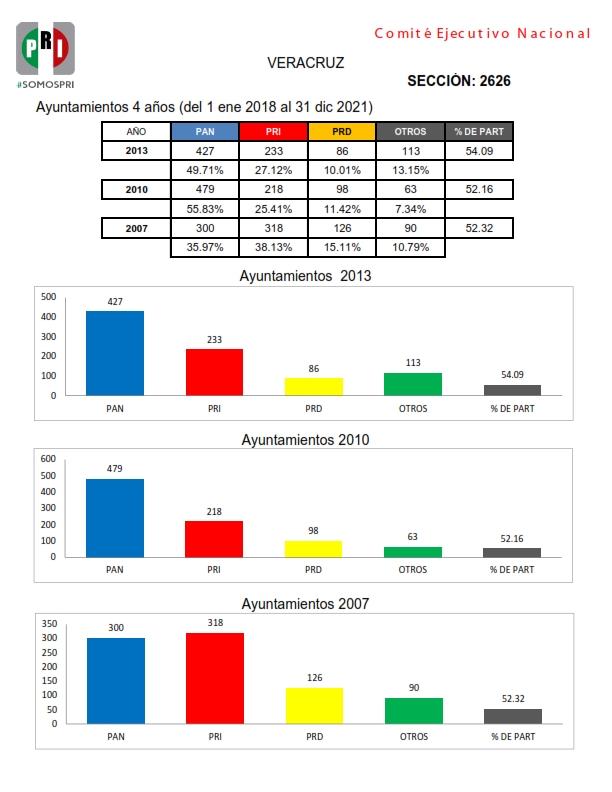 Comité Ejecutivo Nacional
PRI
#SOMOSPRI
VERACRUZ
SECCIÓN: 2626
Ayuntamientos 4 años (del 1 ene 2018 al 31 dic 2021)
AÑO PAN PRI PRD OTROS % DE PART
2013 427 233 86 113 54.09
49.71% 27.12% 10.01% 13.15%
2010 479 218 98 63 52.16
55.83% 25.41% 11.42% 7.34%
2007 300 318 126 90 52.32
35.97% 38.13% 15.11% 10.79%
Ayuntamientos 2013
500
400
300
200
100
0
427 233 86 113 54.09
PAN PRI PRD OTROS % DE PART
Ayuntamientos 2010
600
500
400
300
200
100
0
479 218 98 63 52.16
PAN PRI PRD OTROS % DE PART
Ayuntamientos 2007
350
300
250
200
150
100
50
0
300 318 126 90 52.32
PAN PRI PRD OTROS % DE PART